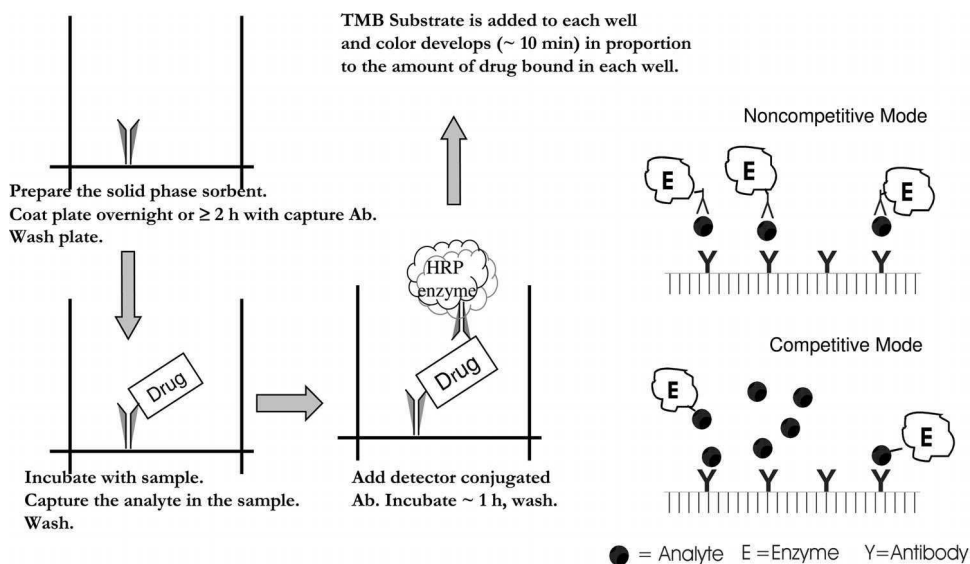 TMB Substrate is added to each well
and color develops (~ 10 min) in proportion
to the amount of drug bound in each well.
Prepare the solid phase sorbent.
Coat plate overnight or ≥ 2 h with capture Ab.
Wash plate.
Drug
Incubate with sample.
Capture the analyte in the sample.
Wash.
HRP
enzyme
Drug
Add detector conjugated
Ab. Incubate ~ 1 h, wash.
Noncompetitive Mode
E
E
E
Competitive Mode
E
E
= Analyte E =Enzyme Y=Antibody